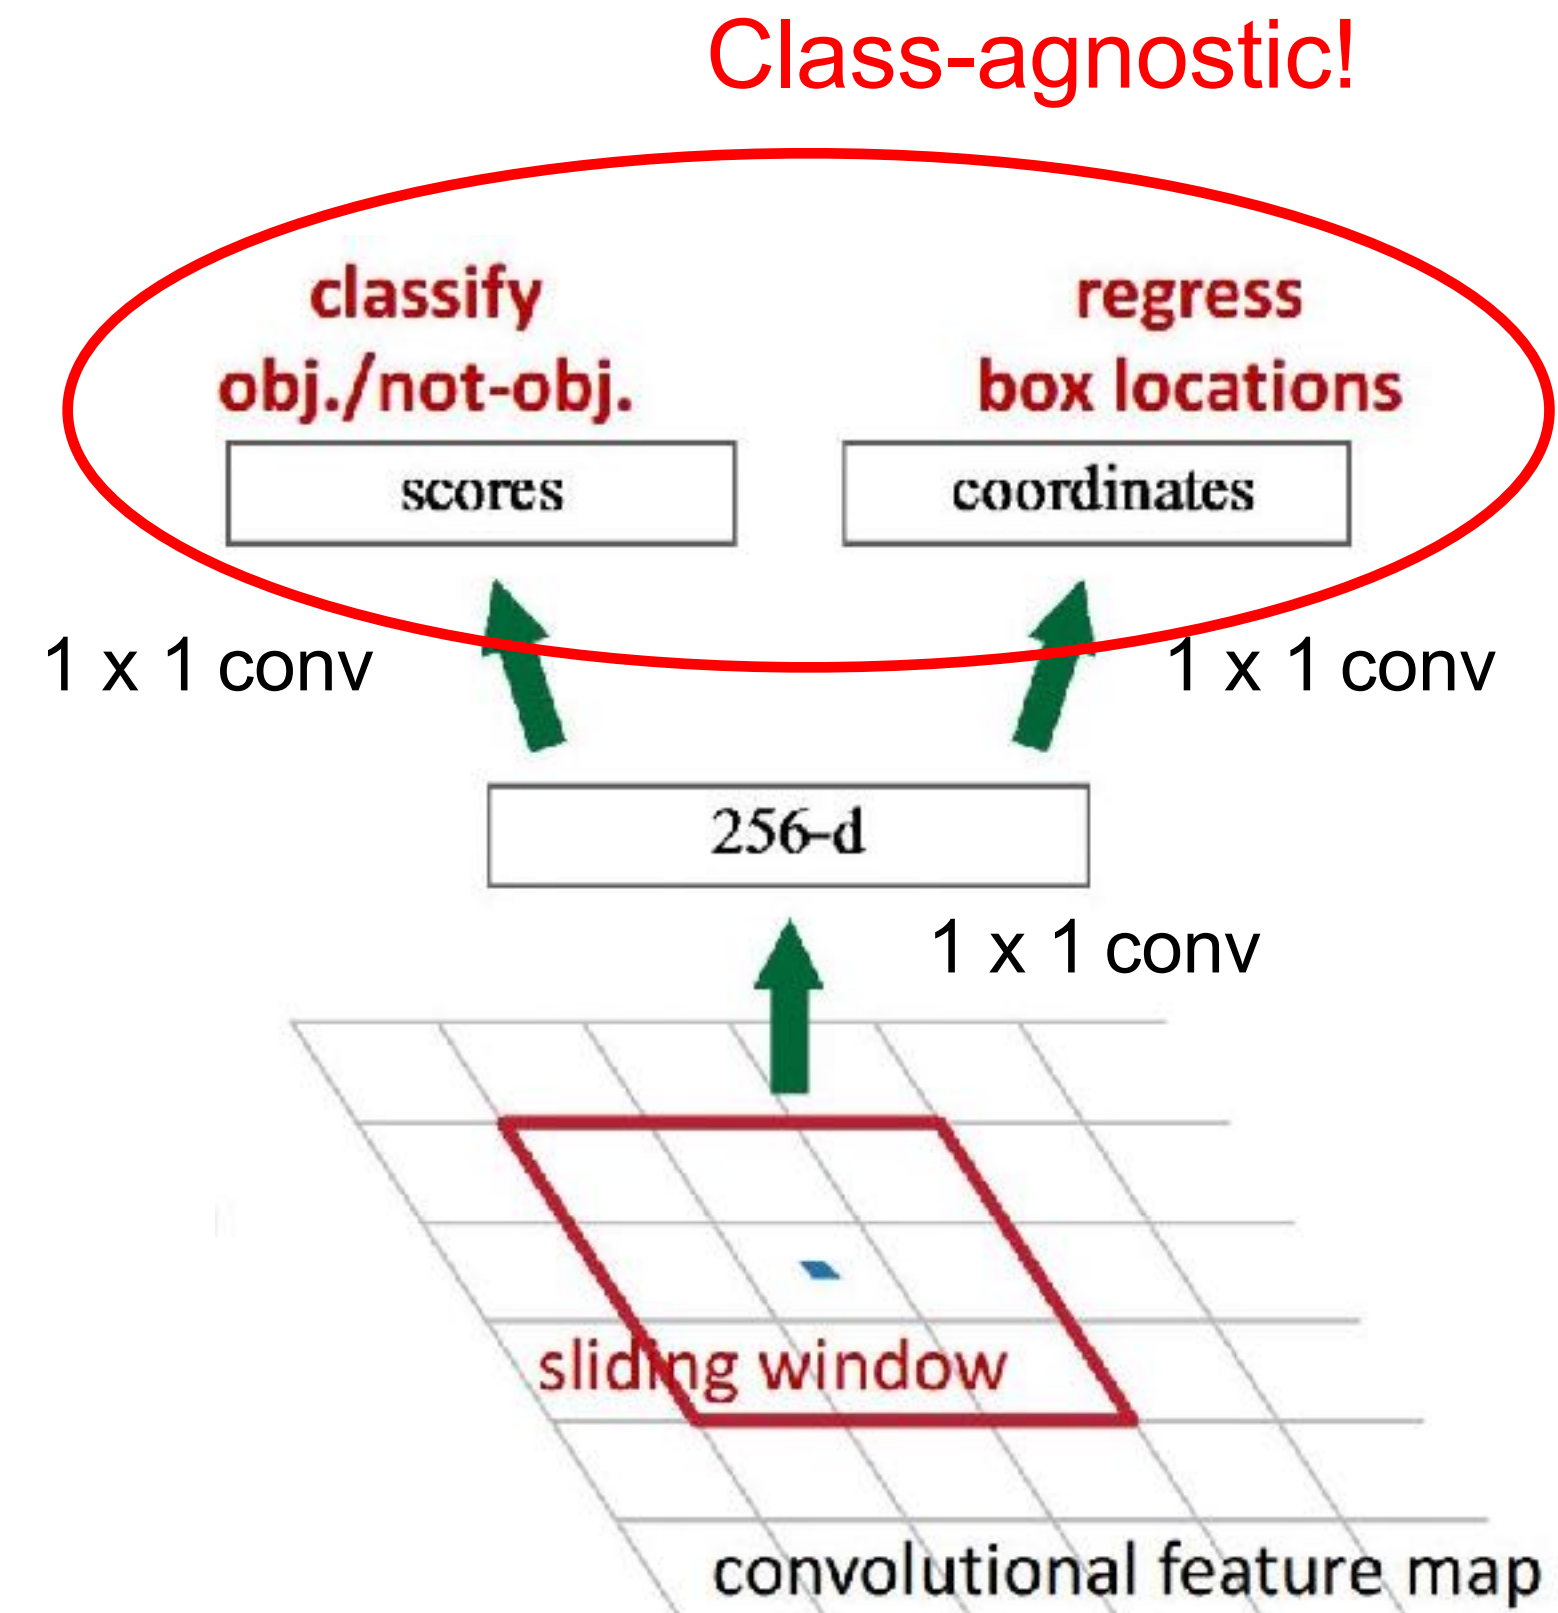 Class-agnostic!
classify
obj./not-obj.
regress
box locations
scores
coordinates
1 x 1 conv
1 x 1 conv
256-d
1 x 1 conv
sliding window
convolutional feature map